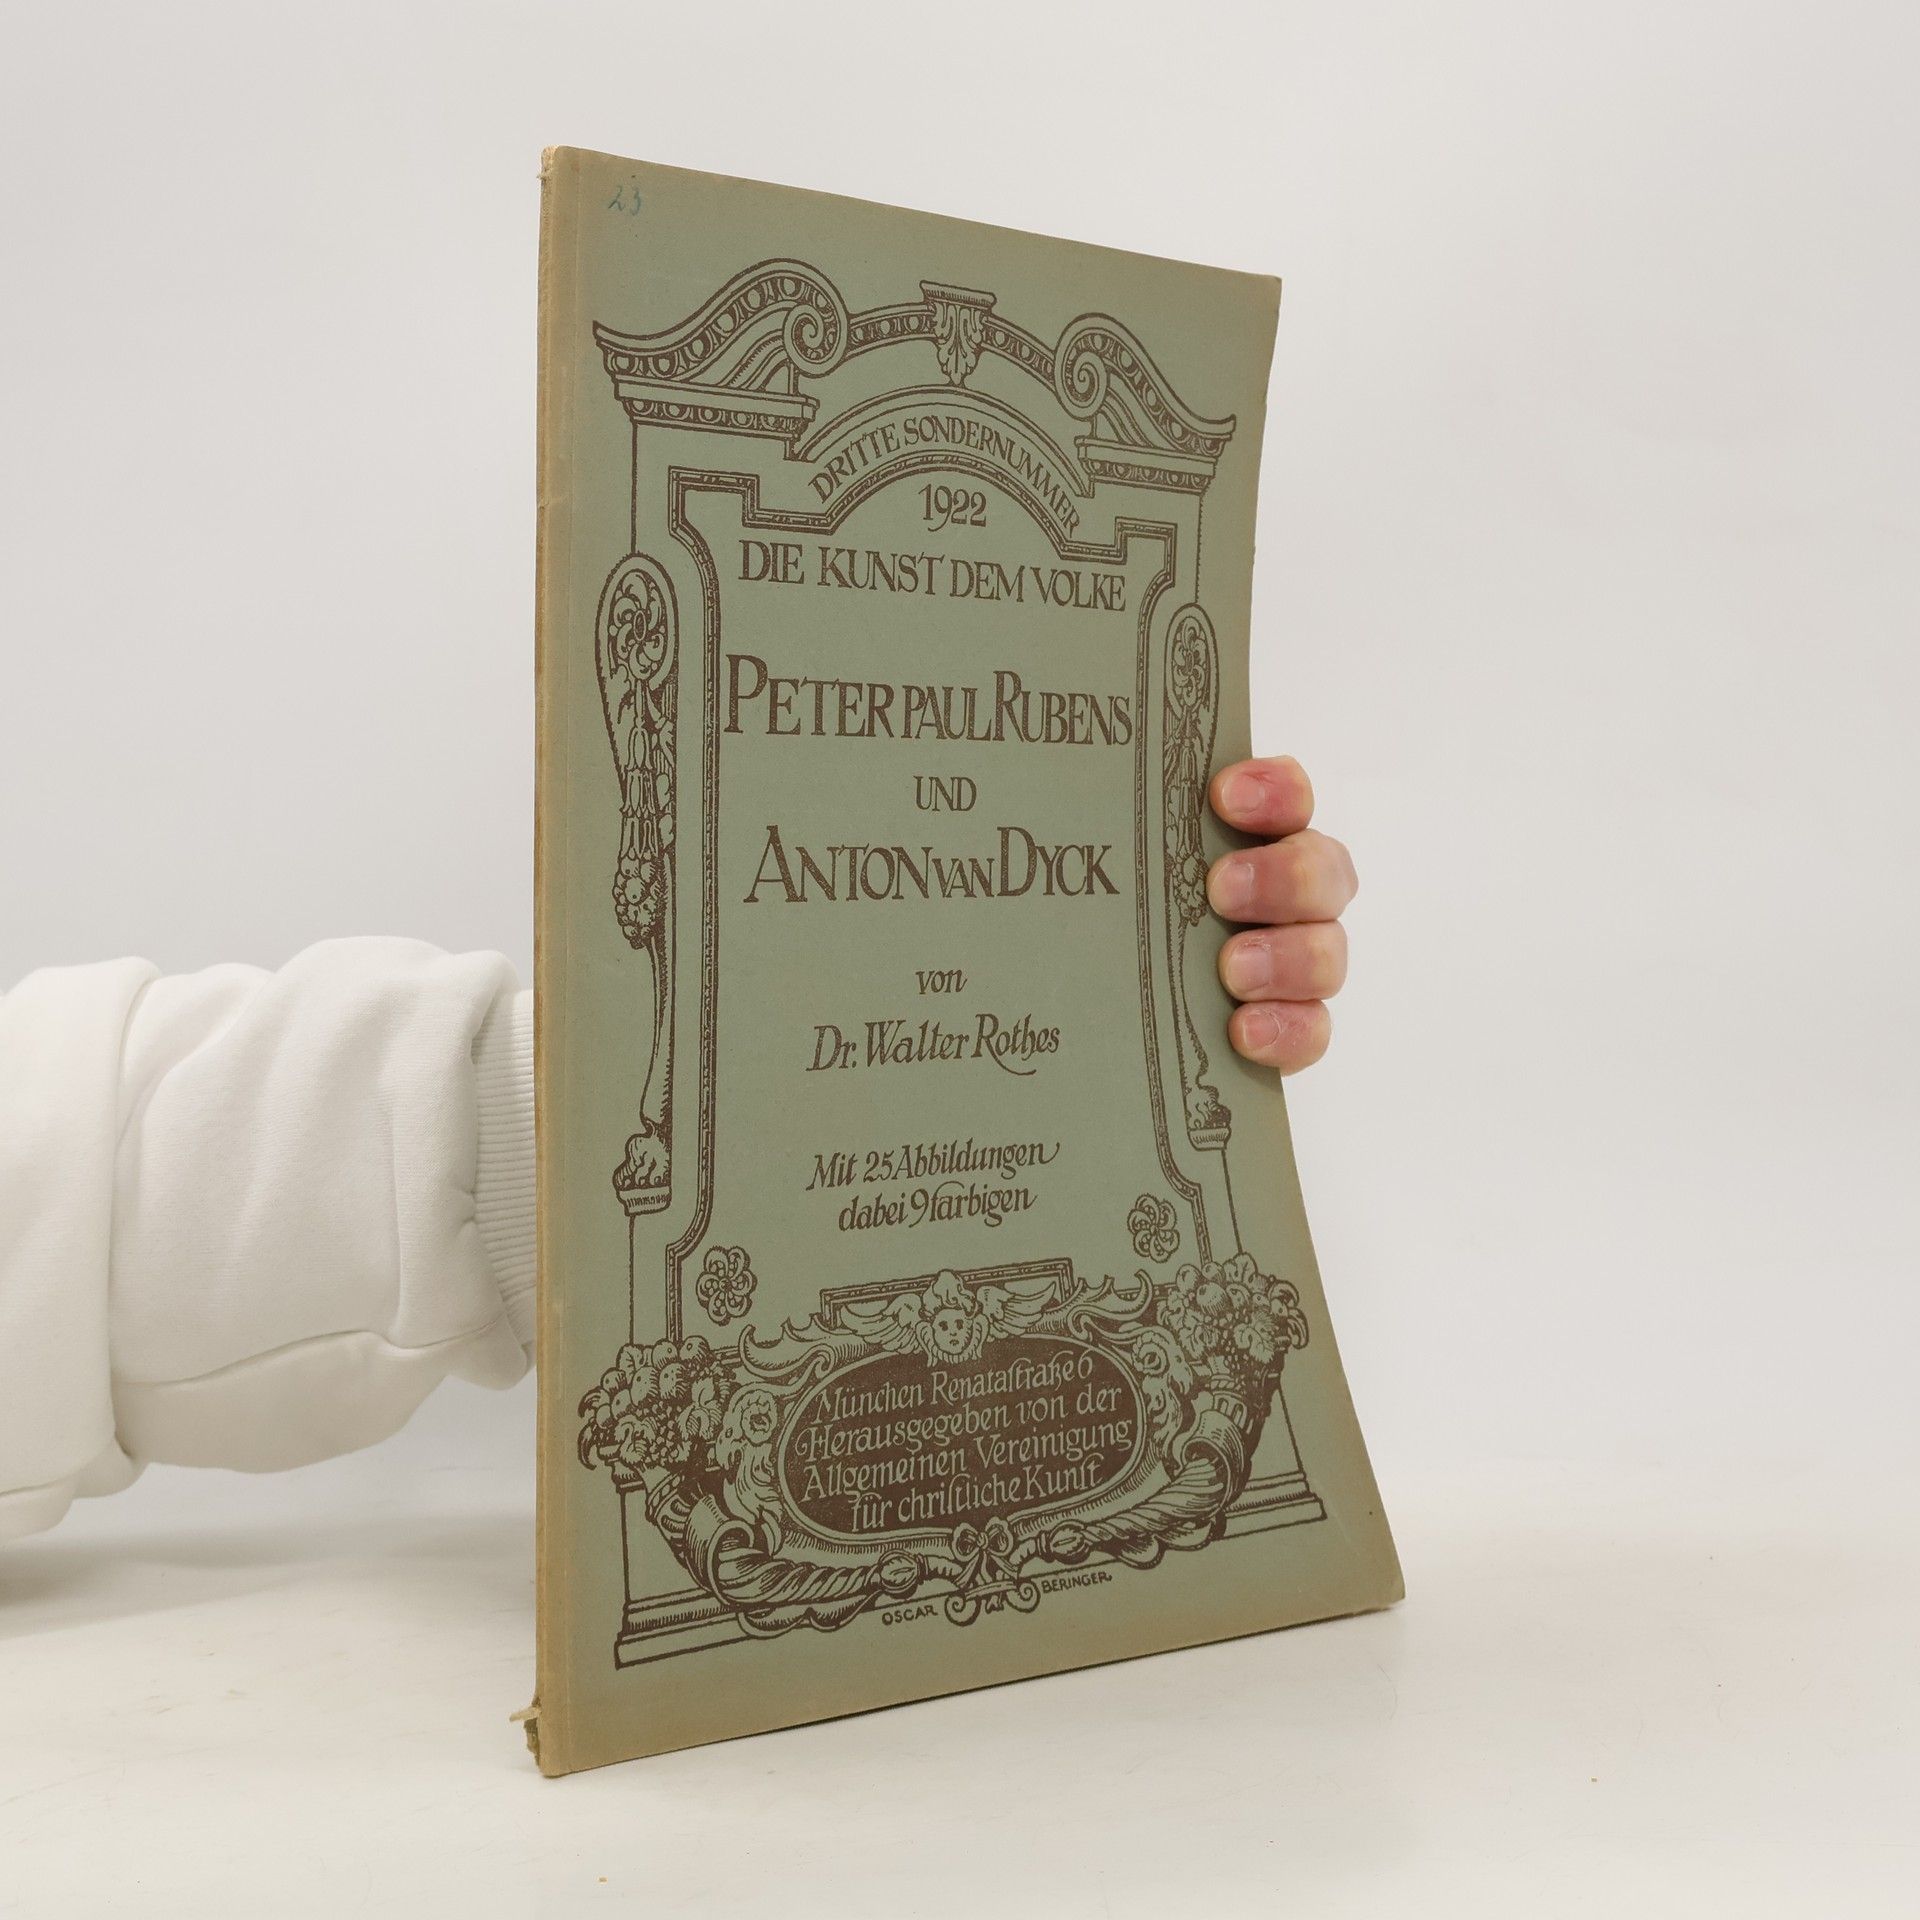 23
DRITTE SONDERNUMMER
1922
DIE KUNST DEM VOLKE
PETER PAUL RUBENS
UND
ANTON VAN DYCK
von
Dr. Walter Rothes
Mit 25 Abbildungen
dabei 9 farbigen
München Renatastraße 6
Herausgegeben von der
Allgemeinen Vereinigung
für christliche Kunst
OSCAR BERINGER